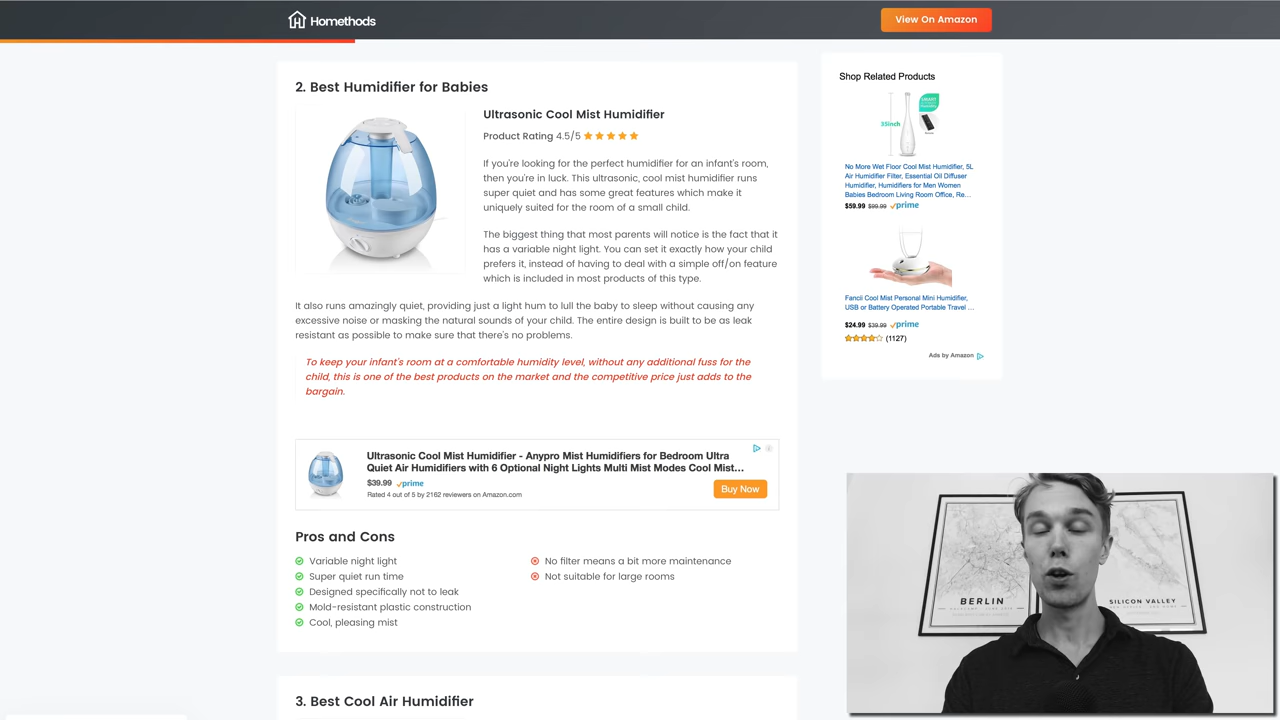 Homethods
View On Amazon
2. Best Humidifier for Babies
Ultrasonic Cool Mist Humidifier
Product Rating 4.5/5
If you're looking for the perfect humidifier for an infant's room,
then you're in luck. This ultrasonic, cool mist humidifier runs
super quiet and has some great features which make it
uniquely suited for the room of a small child.
The biggest thing that most parents will notice is the fact that it
has a variable night light. You can set it exactly how your child
prefers it, instead of having to deal with a simple off/on feature
which is included in most products of this type.
It also runs amazingly quiet, providing just a light hum to lull the baby to sleep without causing any
excessive noise or masking the natural sounds of your child. The entire design is built to be as leak
resistant as possible to make sure that there's no problems.
To keep your infant's room at a comfortable humidity level, without any additional fuss for the
child, this is one of the best products on the market and the competitive price just adds to the
bargain.
Ultrasonic Cool Mist Humidifier - Anypro Mist Humidifiers for Bedroom Ultra
Quiet Air Humidifiers with 6 Optional Night Lights Multi Mist Modes Cool Mist...
$39.99 prime
Rated 4 out of 5 by 2162 reviewers on Amazon.com
Buy Now
Pros and Cons
Variable night light
Super quiet run time
Designed specifically not to leak
Mold-resistant plastic construction
Cool, pleasing mist
No filter means a bit more maintenance
Not suitable for large rooms
3. Best Cool Air Humidifier
Shop Related Products
35inch
No More Wet Floor Cool Mist Humidifier, 5L
Air Humidifier Filter, Essential Oil Diffuser
Humidifier, Humidifiers for Men Women
Babies Bedroom Living Room Office, Re...
$59.99 $99.99 prime
Fancii Cool Mist Personal Mini Humidifier,
USB or Battery Operated Portable Travel ...
$24.99 $39.99 prime
(1127)
Ads by Amazon
BERLIN
SILICON VALLEY